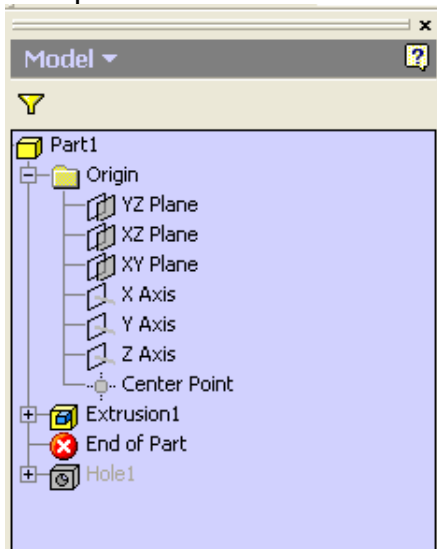 Model
Part1
Origin
YZ Plane
XZ Plane
XY Plane
X Axis
Y Axis
Z Axis
Center Point
Extrusion1
End of Part
Hole1